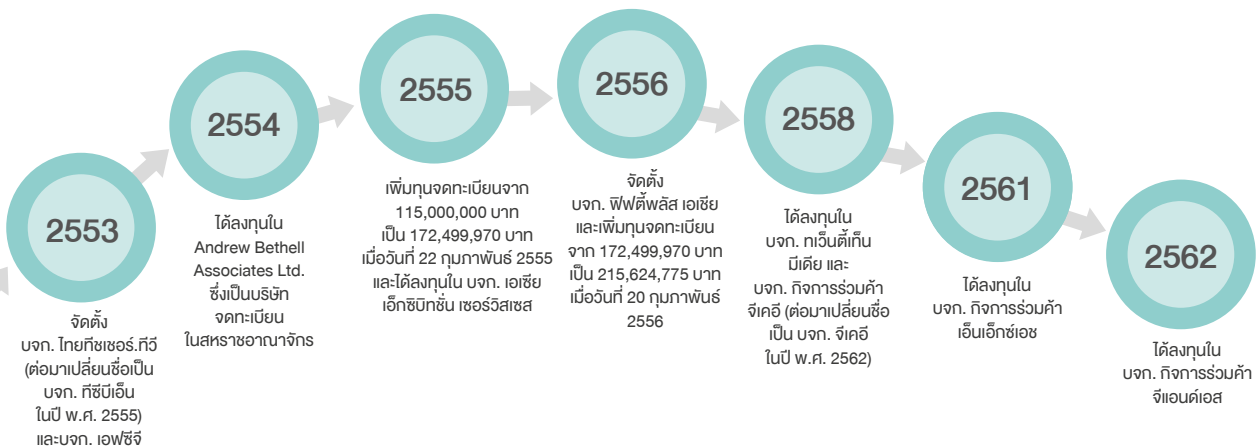 2553
จัดตั้ง
บจก. ไทยทีชเชอร์.ทีวี
(ต่อมาเปลี่ยนชื่อเป็น
บจก. ทีซีบีเอ็น
ในปี พ.ศ. 2555)
และบจก. เอฟซีจี
2554
ได้ลงทุนใน
Andrew Bethell
Associates Ltd.
ซึ่งเป็นบริษัท
จดทะเบียน
ในสหราชอาณาจักร
2555
เพิ่มทุนจดทะเบียนจาก
115,000,000 บาท
เป็น 172,499,970 บาท
เมื่อวันที่ 22 กุมภาพันธ์ 2555
และได้ลงทุนใน บจก. เอเชีย
เอ็กซิบิทชั่น เซอร์วิสเซส
2556
จัดตั้ง
บจก. ฟิฟตี้พลัส เอเชีย
และเพิ่มทุนจดทะเบียน
จาก 172,499,970 บาท
เป็น 215,624,775 บาท
เมื่อวันที่ 20 กุมภาพันธ์
2556
2558
ได้ลงทุนใน
บจก. ทเว็นตี้เท็น
มีเดีย และ
บจก. กิจการร่วมค้า
จีเคอี (ต่อมาเปลี่ยนชื่อ
เป็น บจก. จีเคอี
ในปี พ.ศ. 2562)
2561
ได้ลงทุนใน
บจก. กิจการร่วมค้า
เอ็นเอ็กซ์เอช
2562
ได้ลงทุนใน
บจก. กิจการร่วมค้า
จีแอนด์เอส